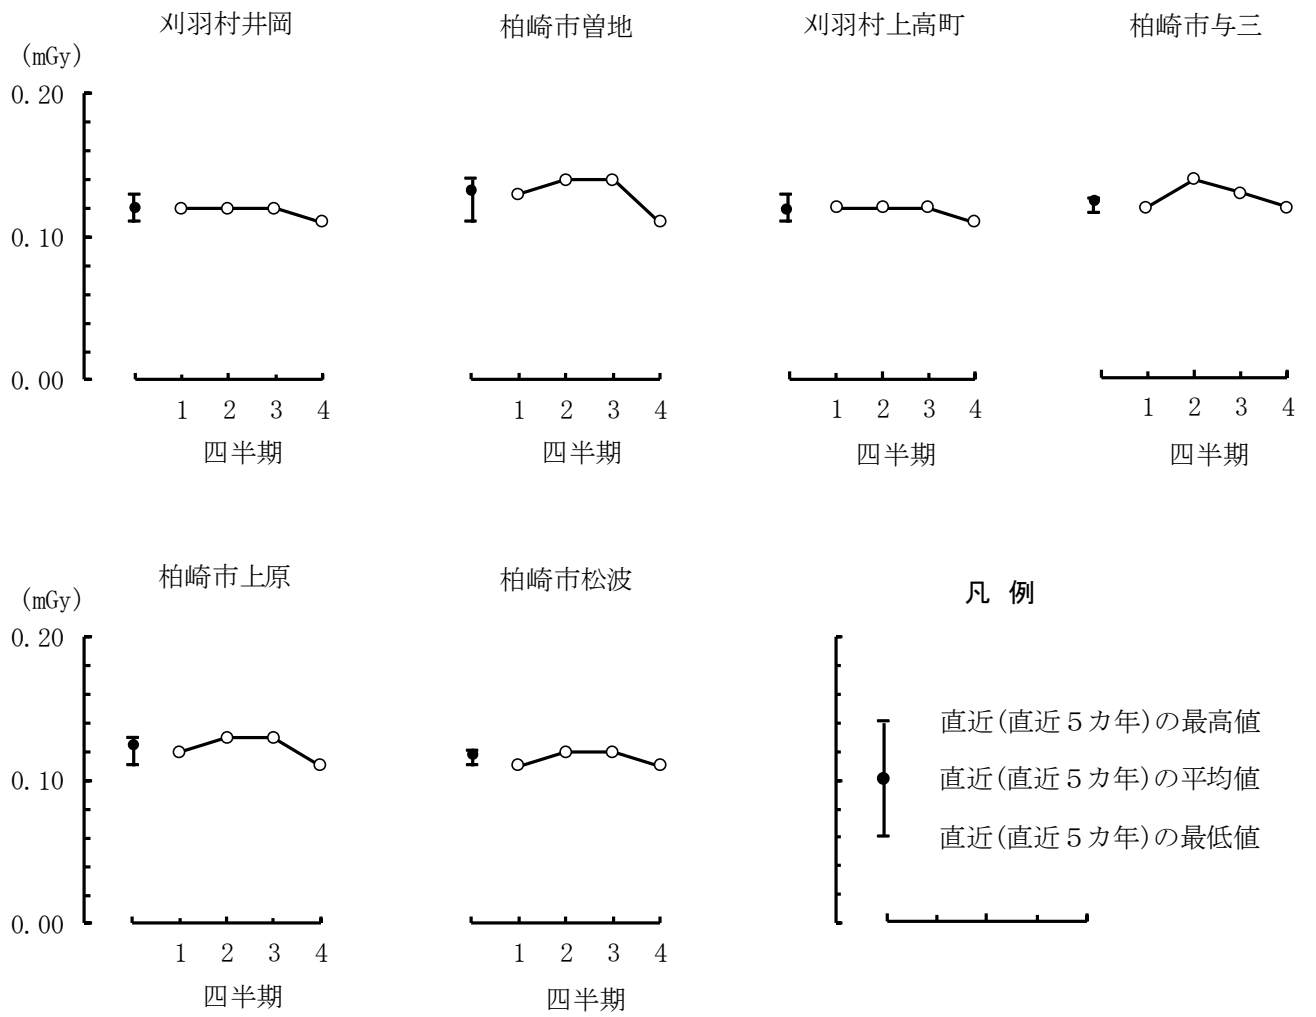 刈羽村井岡 柏崎市曽地 刈羽村上高町 柏崎市与三
(mGy)
0.20
0.10
0.00
1 2 3 4 1 2 3 4 1 2 3 4 1 2 3 4
四半期 四半期 四半期 四半期
柏崎市上原 柏崎市松波 凡 例
(mGy)
0.20
直近(直近５カ年)の最高値
0.10 直近(直近５カ年)の平均値
直近(直近５カ年)の最低値
0.00
1 2 3 4 1 2 3 4
四半期 四半期